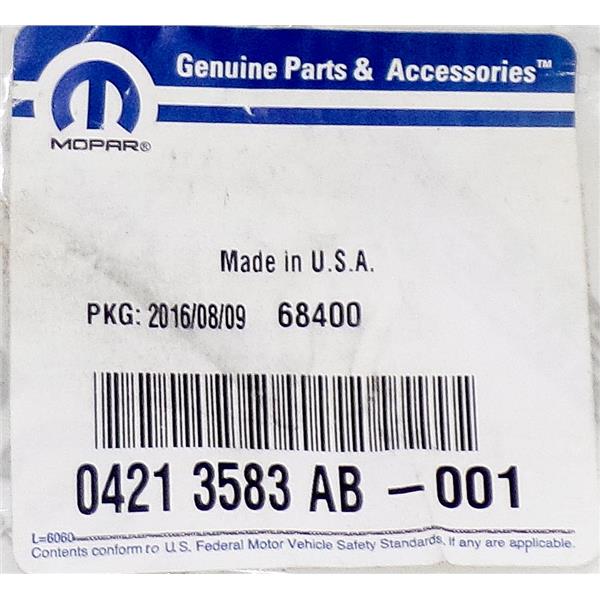 Genuine Parts & Accessories™
MOPAR®
Made in U.S.A.
PKG: 2016/08/09 68400
0421 3583 AB - 001
L=6060
Contents conform to U.S. Federal Motor Vehicle Safety Standards, If any are applicable.